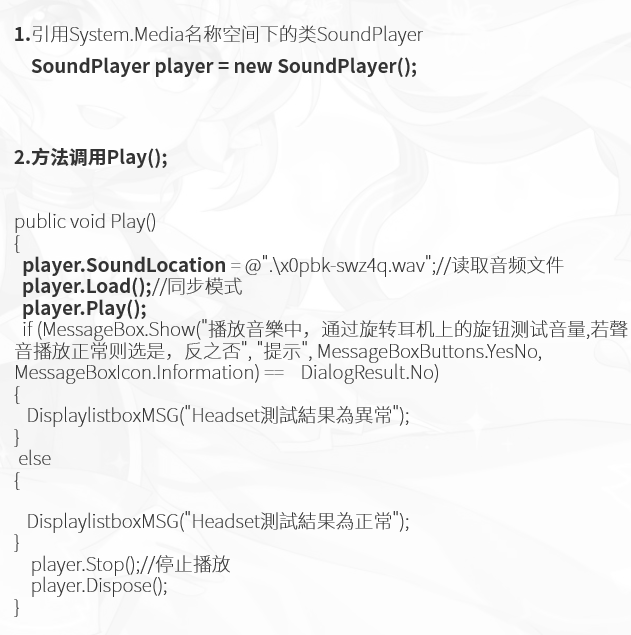 1.引用System.Media名称空间下的类SoundPlayer
SoundPlayer player = new SoundPlayer();
2.方法调用Play();
public void Play()
{
player.SoundLocation = @".\x0pbk-swz4q.wav";//读取音频文件
player.Load();//同步模式
player.Play();
if (MessageBox.Show("播放音樂中，通过旋转耳机上的旋钮测试音量,若聲
音播放正常则选是，反之否", "提示", MessageBoxButtons.YesNo,
MessageBoxIcon.Information) == DialogResult.No)
{
DisplaylistboxMSG("Headset測試結果為異常");
}
else
{
DisplaylistboxMSG("Headset測試結果為正常");
}
player.Stop();//停止播放
player.Dispose();
}